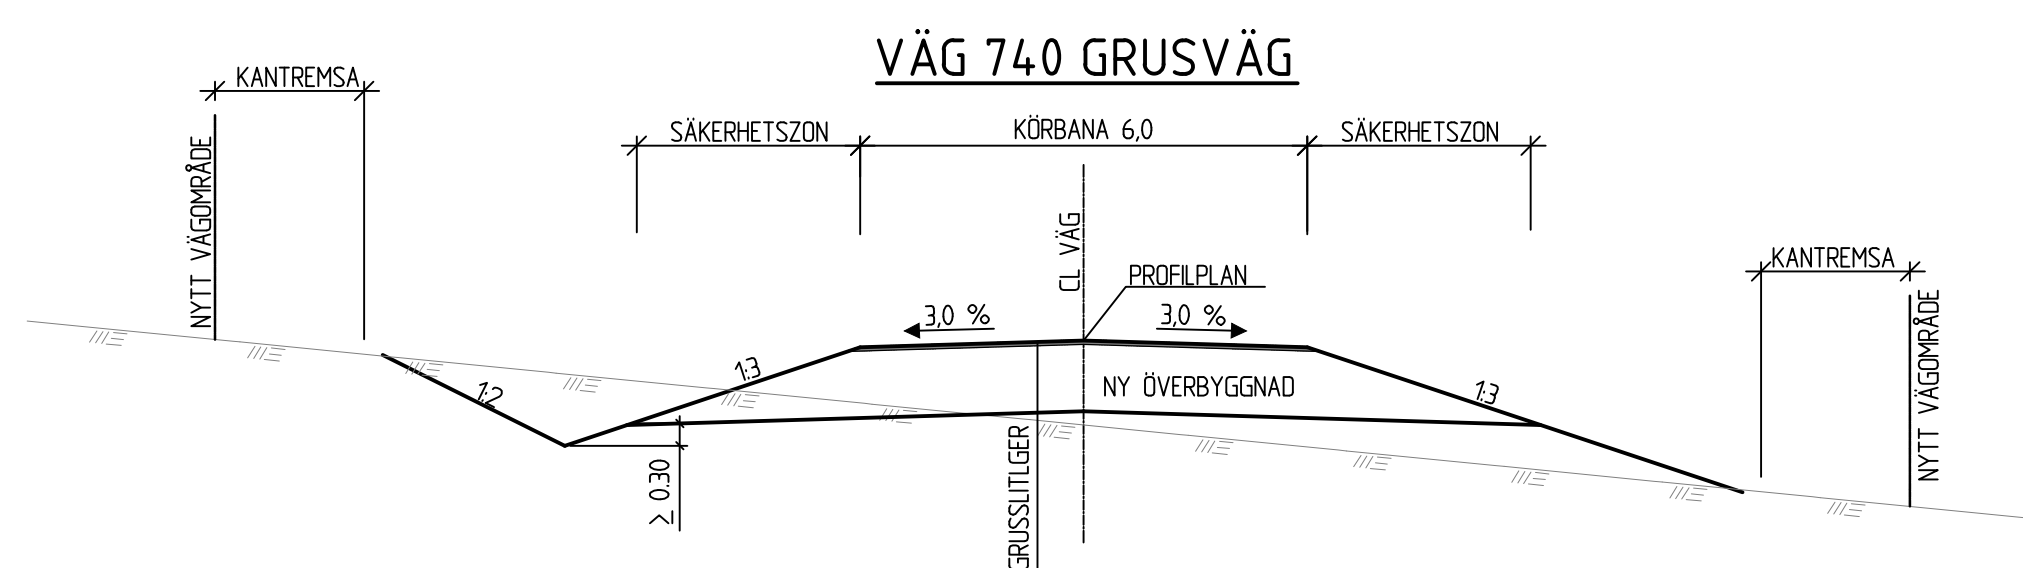 VÄG 740 GRUSVÄG
KANTREMSA
SÄKERHETSZON
KÖRBANA 6,0
SÄKERHETSZON
NYTT VÄGOMRÅDE
CL VÄG
KANTREMSA
PROFILPLAN
3,0 %
3,0 %
NYTT VÄGOMRÅDE
1:3
1:2
NY ÖVERBYGGNAD
1:3
≥ 0.30
GRUSSLITLGER